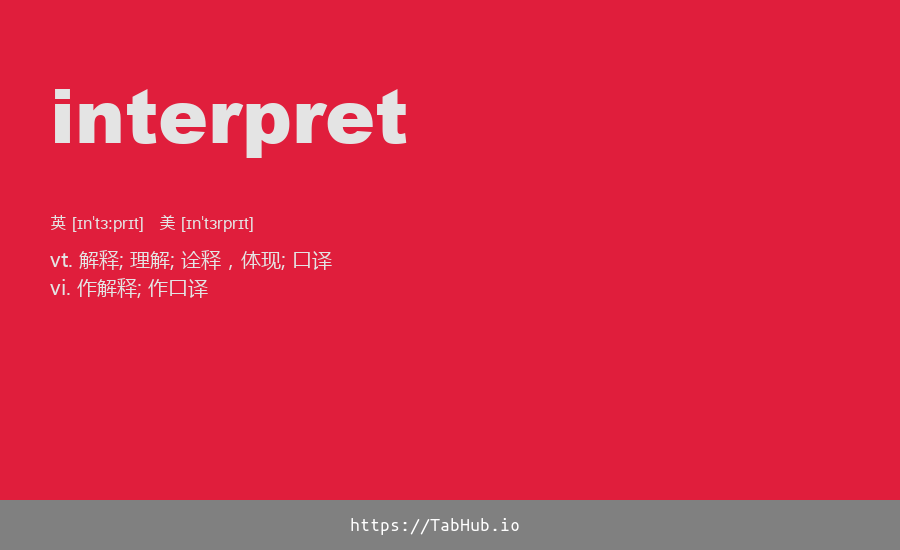 interpret
英 [ɪn'tɜ:prɪt] 美 [ɪn'tɜrprɪt]
vt. 解释; 理解; 诠释，体现; 口译
vi. 作解释; 作口译
https://TabHub.io